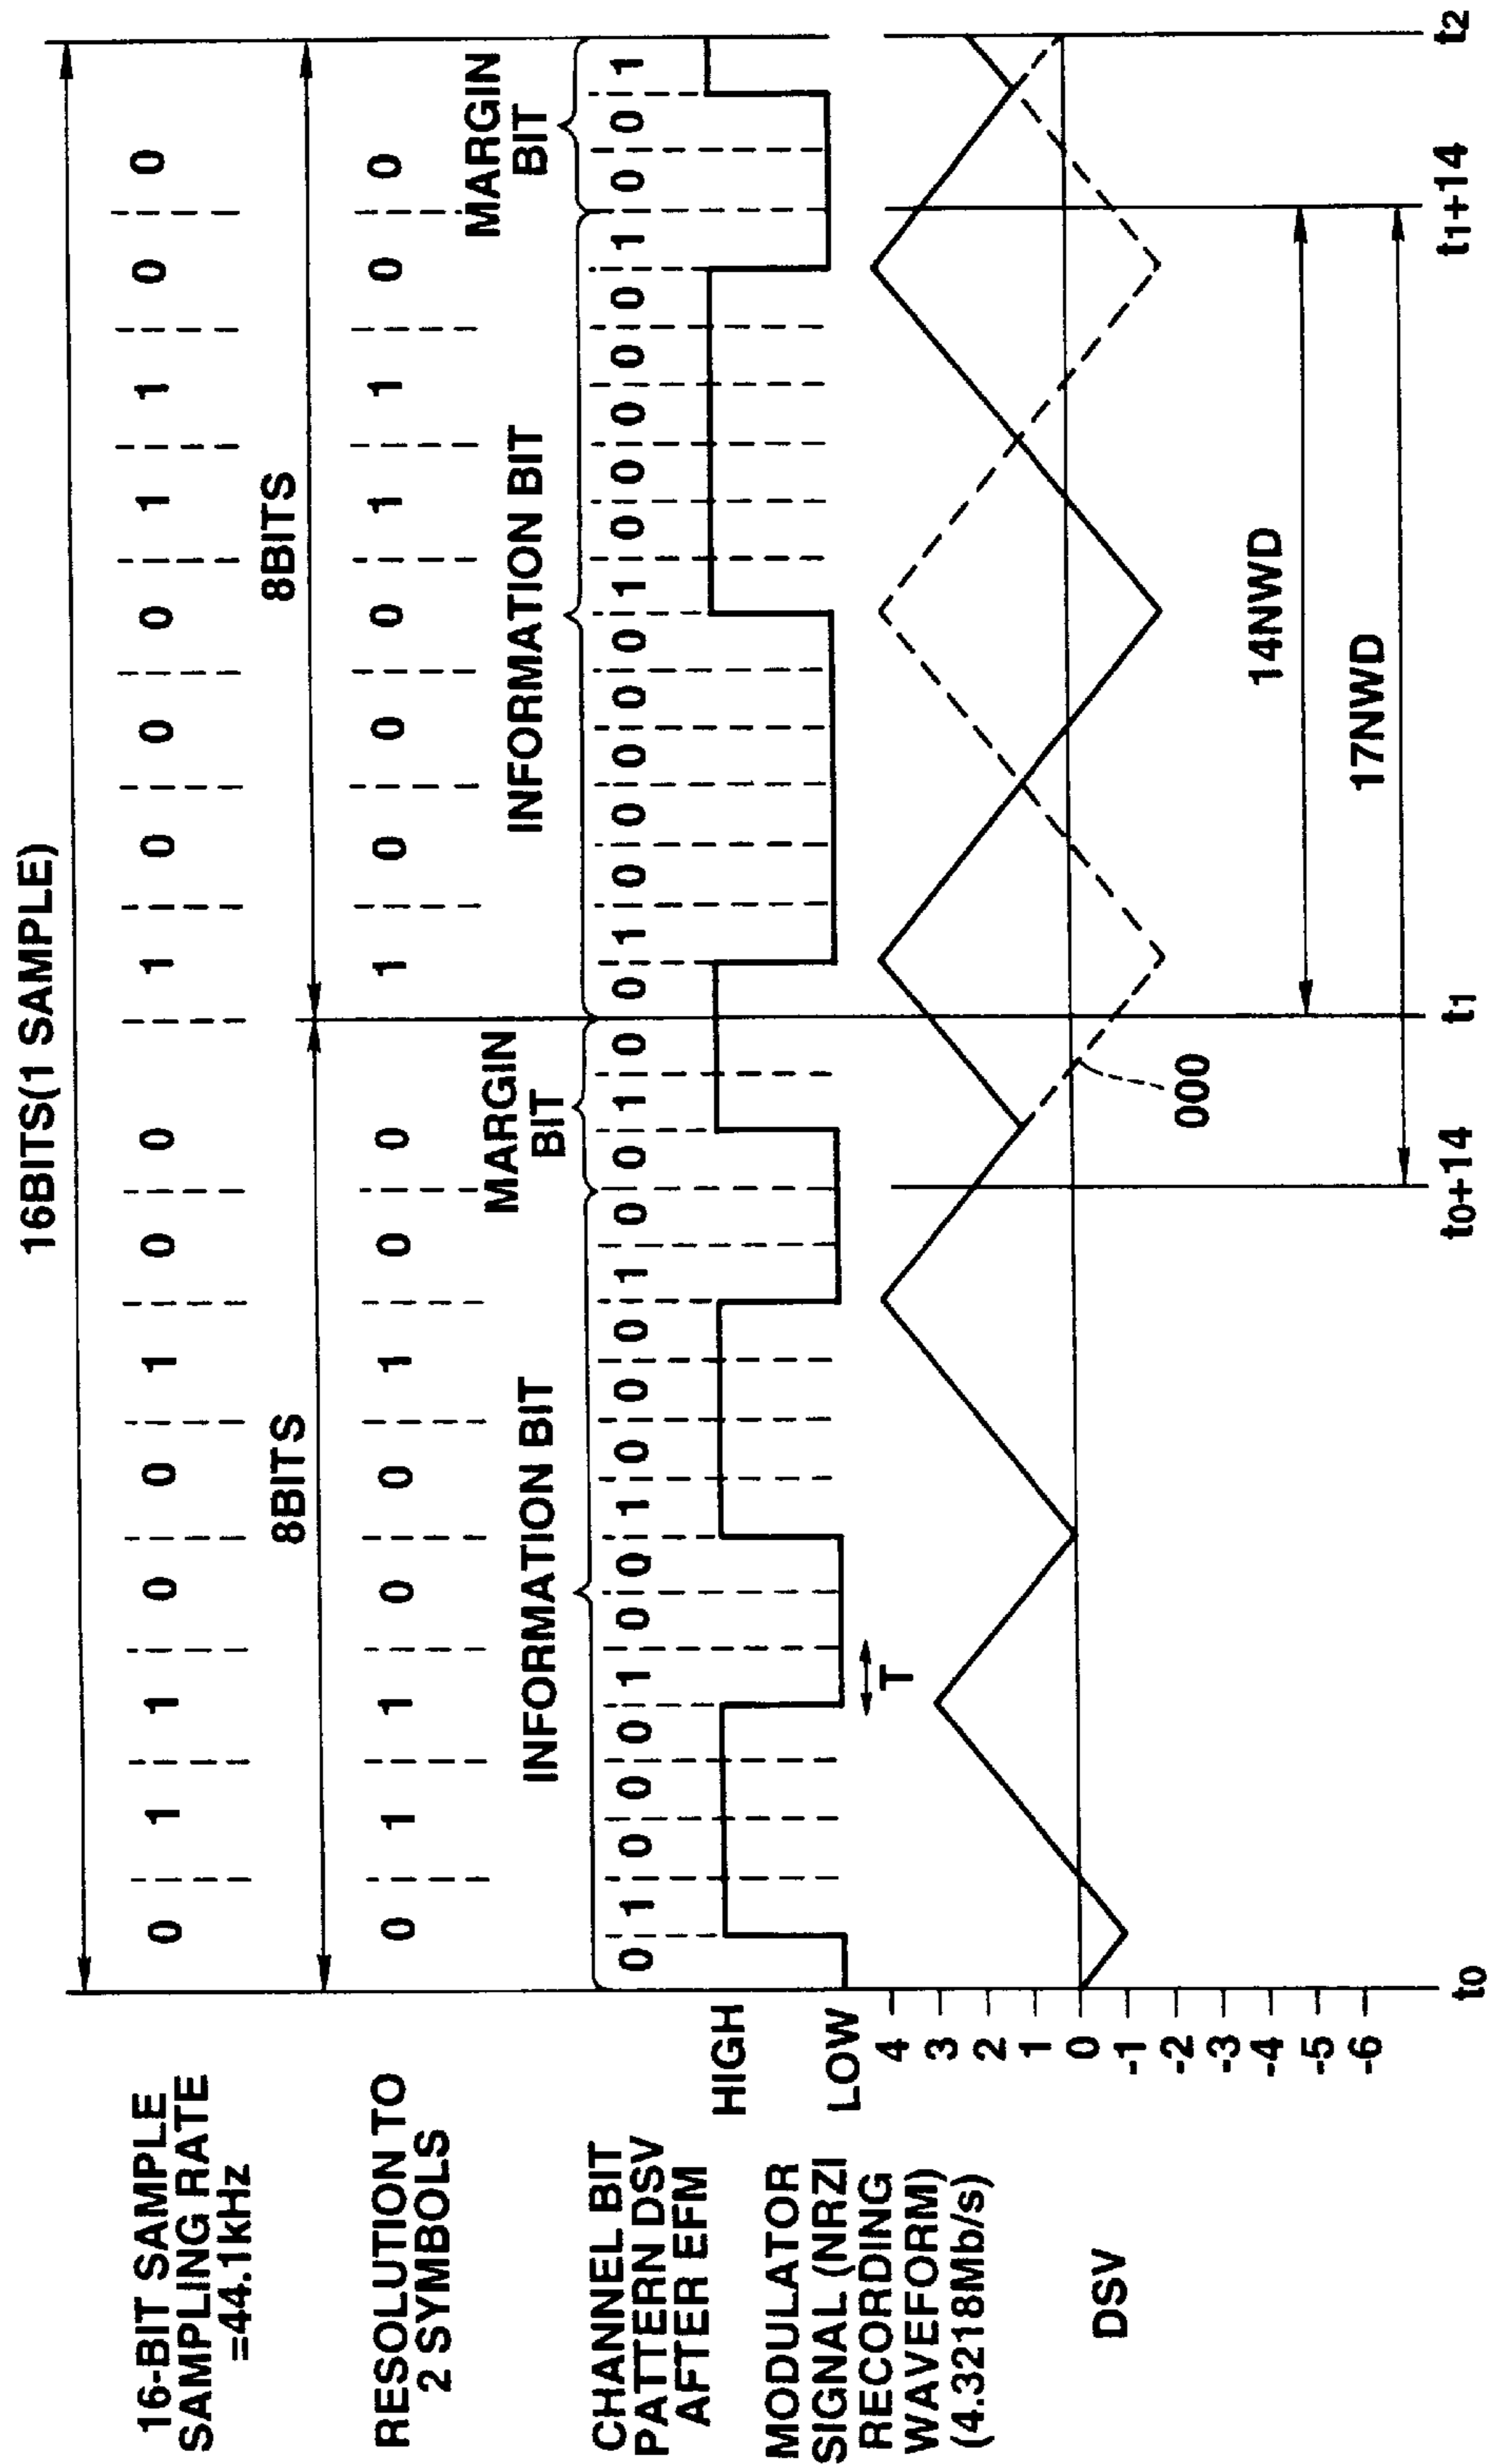 16BITS(1 SAMPLE)
16-BIT SAMPLE
SAMPLING RATE
=44.1kHz
0 1 1 0 0 1 0 0 1 0 0 0 1 1 0 0
8BITS 8BITS
RESOLUTION TO
2 SYMBOLS
0 1 1 0 0 1 0 0 1 0 0 0 1 1 0 0
INFORMATION BIT
MARGIN
BIT
INFORMATION BIT
MARGIN
BIT
CHANNEL BIT
PATTERN DSV
AFTER EFM
0 1 0 0 0 1 0 0 1 0 0 0 1 0 0 1 0 0 1 0 0 0 0 0 1 0 0 0 0 0 1 0 0 1
HIGH
LOW
T
MODULATOR
SIGNAL (NRZI
RECORDING
WAVEFORM)
(4.3218Mb/s)
DSV
4
3
2
1
0
-1
-2
-3
-4
-5
-6
000
14NWD
17NWD
t0 t0+14 t1 t1+14 t2